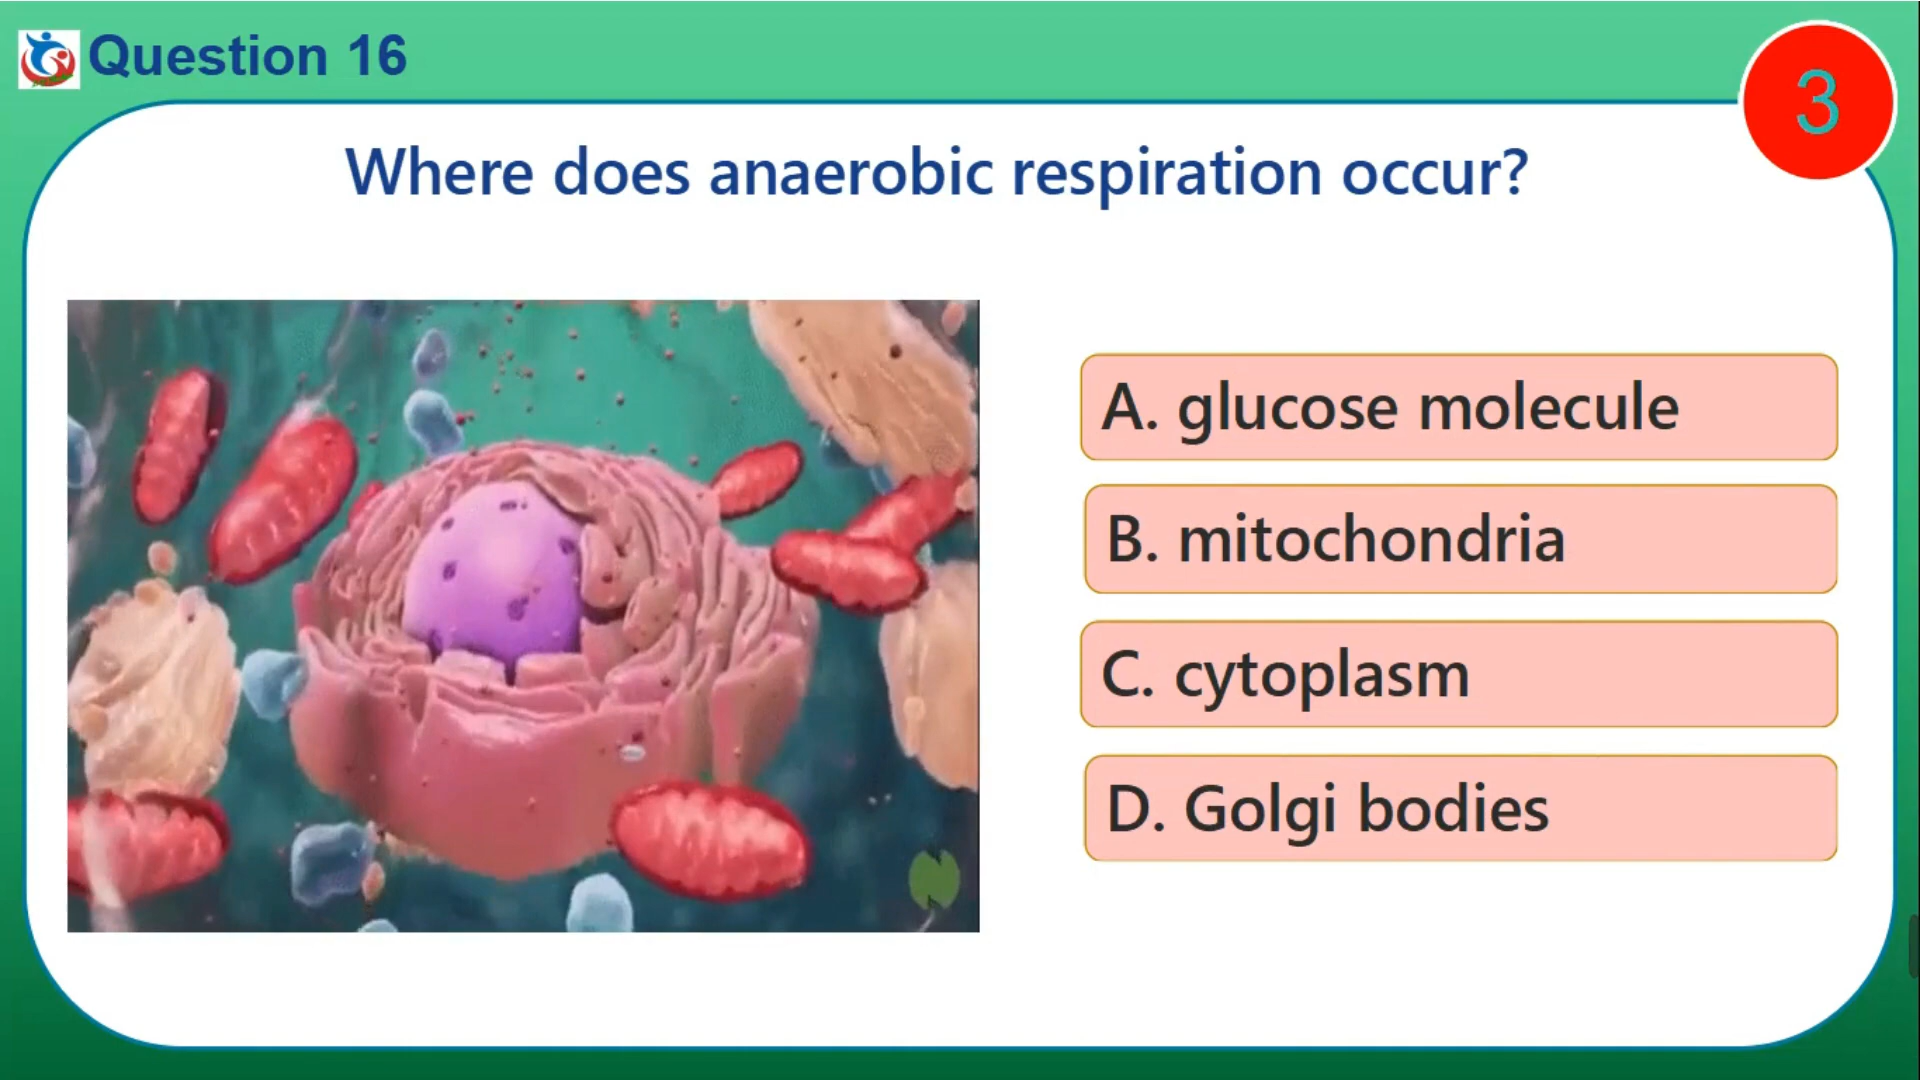 Question 16
3
Where does anaerobic respiration occur?
A. glucose molecule
B. mitochondria
C. cytoplasm
D. Golgi bodies